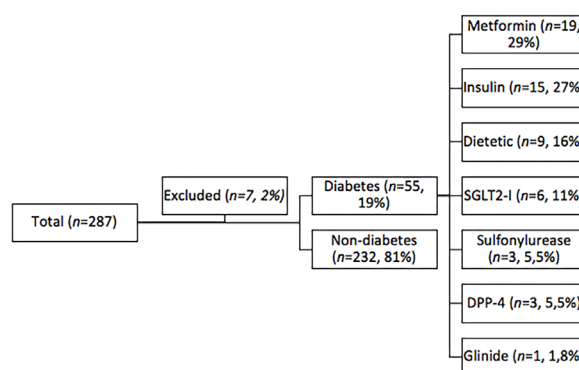 Total (n=287)
Excluded (n=7, 2%)
Diabetes (n=55,
19%)
Non-diabetes
(n=232, 81%)
Metformin (n=19,
29%)
Insulin (n=15, 27%
Dietetic (n=9, 16%
SGLT2-I (n=6, 11%
Sulfonylurease
(n=3, 5,5%)
DPP-4 (n=3, 5,5%)
Glinide (n=1, 1,8%